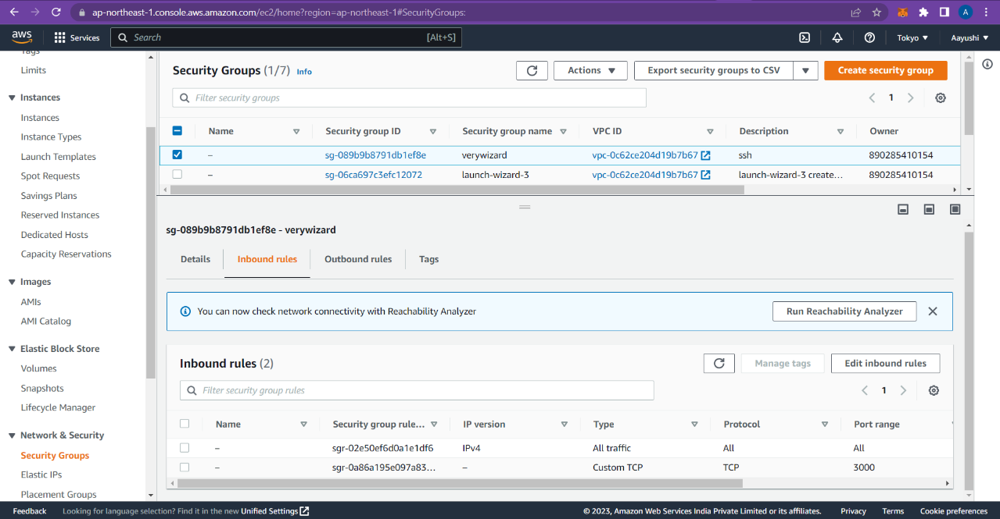 ap-northeast-1.console.aws.amazon.com/ec2/home?region=ap-northeast-1#SecurityGroups:
A
aws Services Search [Alt+S] Tokyo Aayushi
Tags
Limits
Instances
Instances
Instance Types
Launch Templates
Spot Requests
Savings Plans
Reserved Instances
Dedicated Hosts
Capacity Reservations
Images
AMIs
AMI Catalog
Elastic Block Store
Volumes
Snapshots
Lifecycle Manager
Network & Security
Security Groups
Elastic IPs
Placement Groups
Security Groups (1/7) Info Actions Export security groups to CSV Create security group
Filter security groups 1
Name Security group ID Security group name VPC ID Description Owner
– sg-089b9b8791db1ef8e verywizard vpc-0c62ce204d19b7b67 ssh 890285410154
– sg-06ca697c3efc12072 launch-wizard-3 vpc-0c62ce204d19b7b67 launch-wizard-3 create... 890285410154
sg-089b9b8791db1ef8e - verywizard
Details Inbound rules Outbound rules Tags
You can now check network connectivity with Reachability Analyzer Run Reachability Analyzer
Inbound rules (2) Manage tags Edit inbound rules
Filter security group rules 1
Name Security group rule... IP version Type Protocol Port range
– sgr-02e50ef6d0a1e1df6 IPv4 All traffic All All
– sgr-0a86a195e097a83... – Custom TCP TCP 3000
Feedback Looking for language selection? Find it in the new Unified Settings © 2023, Amazon Web Services India Private Limited or its affiliates. Privacy Terms Cookie preferences